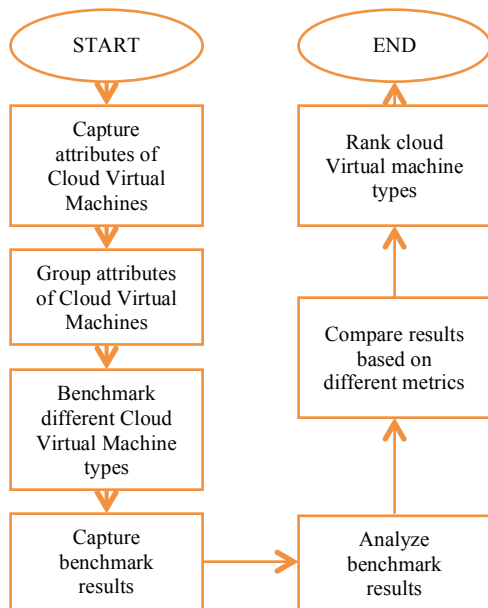 START
Capture
attributes of
Cloud Virtual
Machines
Group attributes
of Cloud Virtual
Machines
Benchmark
different Cloud
Virtual Machine
types
Capture
benchmark
results
Analyze
benchmark
results
Compare results
based on
different metrics
Rank cloud
Virtual machine
types
END